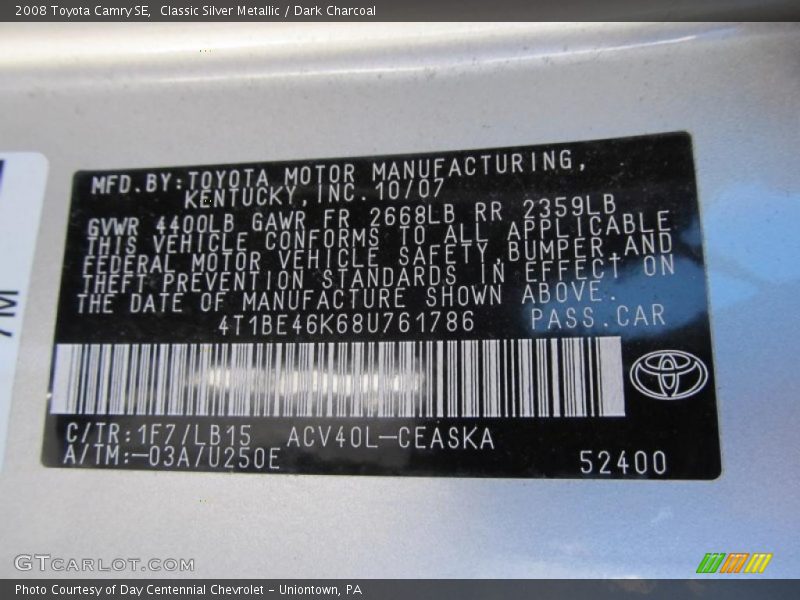 2008 Toyota Camry SE, Classic Silver Metallic / Dark Charcoal
MFD.BY:TOYOTA MOTOR MANUFACTURING,
KENTUCKY,INC.10/07
GVWR 4400LB GAWR FR 2668LB RR 2359LB
THIS VEHICLE CONFORMS TO ALL APPLICABLE
FEDERAL MOTOR VEHICLE SAFETY,BUMPER,AND
THEFT PREVENTION STANDARDS IN EFFECT ON
THE DATE OF MANUFACTURE SHOWN ABOVE.
4T1BE46K68U761786 PASS.CAR
C/TR:1F7/LB15 ACV40L-CEASKA
A/TM:-03A/U250E
52400
7M
GTCARLOT.COM
Photo Courtesy of Day Centennial Chevrolet - Uniontown, PA